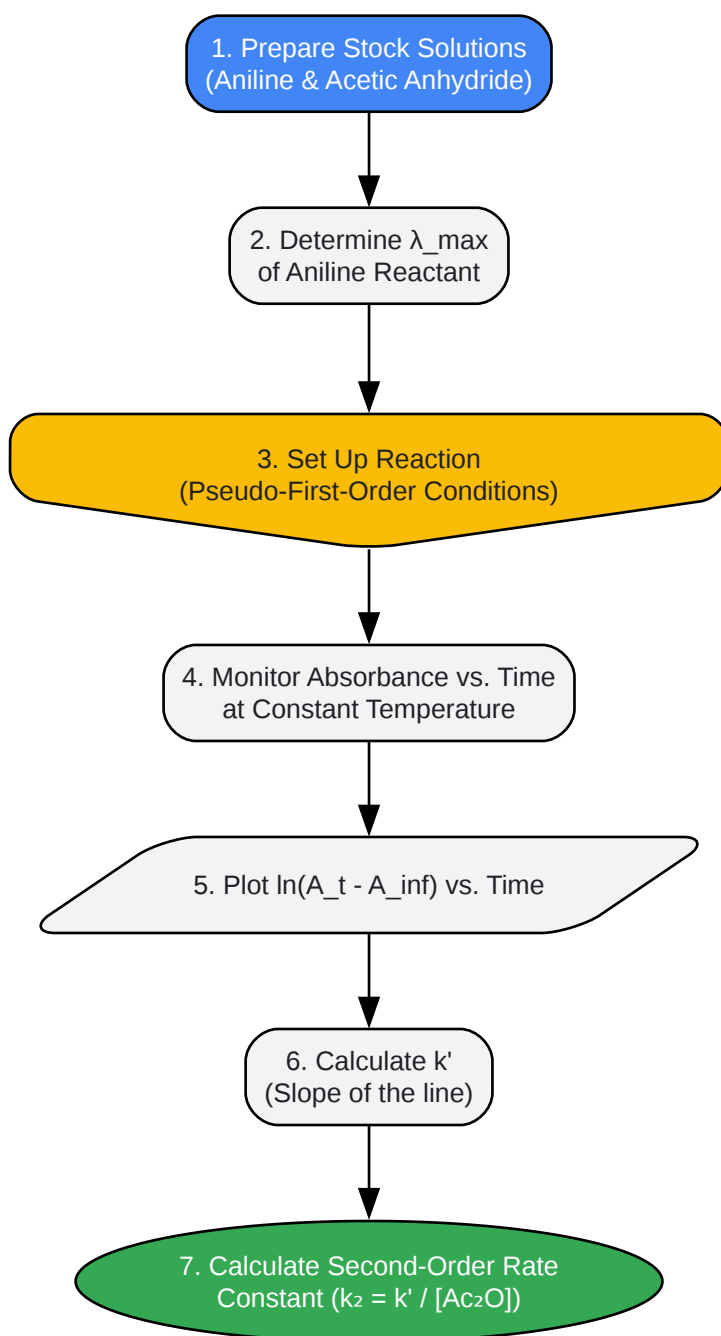 1. Prepare Stock Solutions
(Aniline & Acetic Anhydride)
2. Determine λ_max
of Aniline Reactant
3. Set Up Reaction
(Pseudo-First-Order Conditions)
4. Monitor Absorbance vs. Time
at Constant Temperature
5. Plot ln(A_t - A_inf) vs. Time
6. Calculate k'
(Slope of the line)
7. Calculate Second-Order Rate
Constant (k₂ = k' / [Ac₂O])